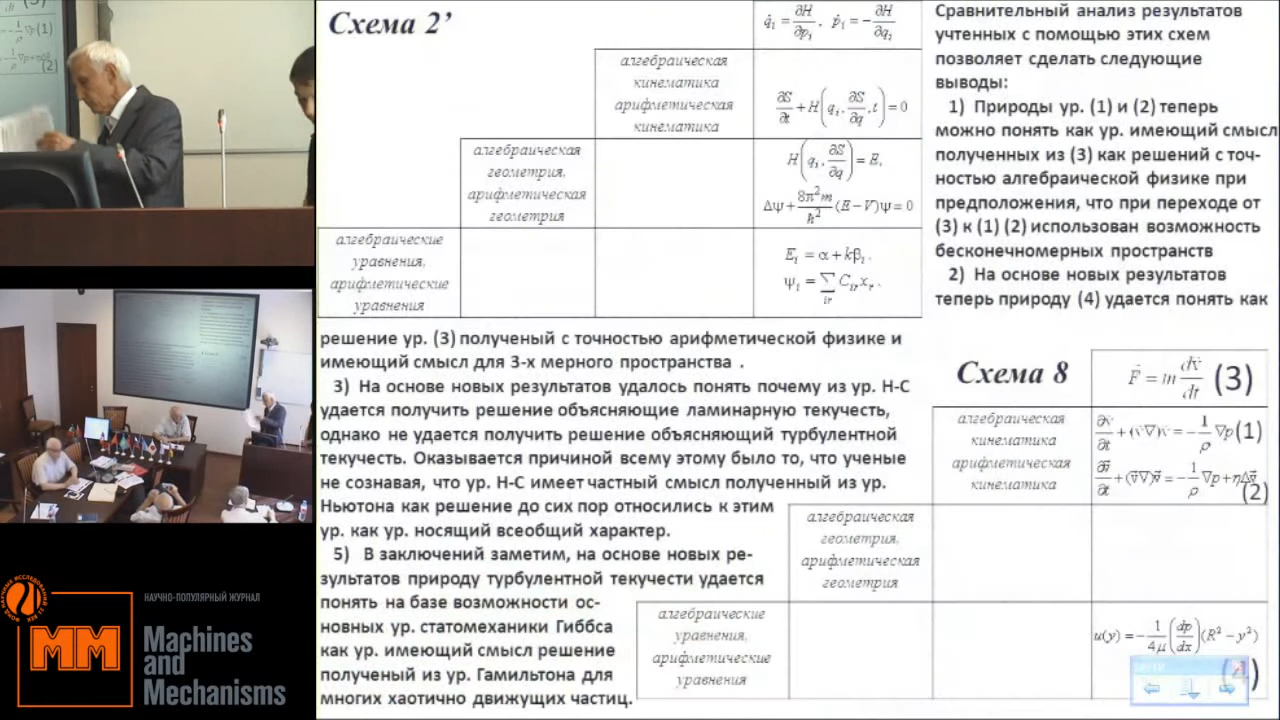 Схема 2’
q̇ᵢ = ∂H/∂pᵢ, ṗᵢ = −∂H/∂qᵢ
алгебраическая
кинематика
арифметическая
кинематика
∂S/∂t + H(qᵢ, ∂S/∂q, t) = 0
алгебраическая
геометрия,
арифметическая
геометрия
H(qᵢ, ∂S/∂q) = E,
Δψ + 8π²m/h² (E−V)ψ = 0
алгебраические
уравнения,
арифметические
уравнения
Eᵢ = α + kβᵢ.
Сравнительный анализ результатов
учтенных с помощью этих схем
позволяет сделать следующие
выводы:
1) Природы ур. (1) и (2) теперь
можно понять как ур. имеющий смысл
полученных из (3) как решений с точ-
ностью алгебраической физике при
предположения, что при переходе от
(3) к (1) (2) использован возможность
бесконечномерных пространств
2) На основе новых результатов
теперь природу (4) удается понять как
решение ур. (3) полученый с точностью арифметической физике и
имеющий смысл для 3-х мерного пространства .
3) На основе новых результатов удалось понять почему из ур. Н-С
удается получить решение объясняющие ламинарную текучесть,
однако не удается получить решение объясняющий турбулентной
текучесть. Оказывается причиной всему этому было то, что ученые
не сознавая, что ур. Н-С имеет частный смысл полученный из ур.
Ньютона как решение до сих пор относились к этим
ур. как ур. носящий всеобщий характер.
5) В заключений заметим, на основе новых ре-
зультатов природу турбулентной текучести удается
понять на базе возможности ос-
новных ур. статомеханики Гиббса
как ур. имеющий смысл решение
полученый из ур. Гамильтона для
многих хаотично движущих частиц.
Схема 8
F = m dv/dt (3)
алгебраическая
кинематика
арифметическая
кинематика
∂v/∂t + (v∇)v = −1/ρ ∇p (1)
∂v/∂t + (v∇)v = −1/ρ ∇p + ηΔv
(2)
алгебраическая
геометрия,
арифметическая
геометрия
алгебраические
уравнения,
арифметические
уравнения
u(y) = −1/4μ (dp/dx)(R² − y²)
(4)
НАУЧНО-ПОПУЛЯРНЫЙ ЖУРНАЛ
MM
Machines
and
Mechanisms